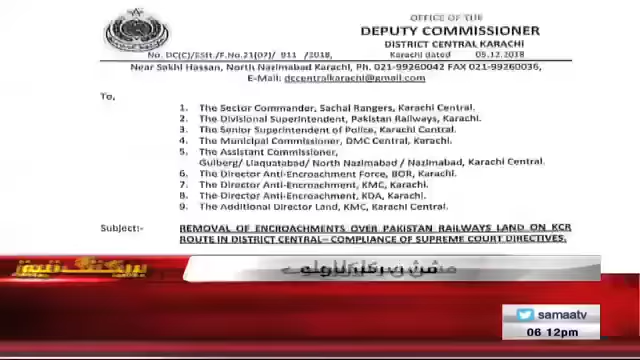 OFFICE OF THE
DEPUTY COMMISSIONER
DISTRICT CENTRAL KARACHI
No. DC(C)/Estt./F.No.21(07)/ 911 /2018, Karachi dated 05.12.2018
Near Sakhi Hassan, North Nazimabad Karachi, Ph. 021-99260042 FAX 021-99260036,
E-Mail: dccentralkarachi@gmail.com
To,
1. The Sector Commander, Sachal Rangers, Karachi Central.
2. The Divisional Superintendent, Pakistan Railways, Karachi.
3. The Senior Superintendent of Police, Karachi Central.
4. The Municipal Commissioner, DMC Central, Karachi.
5. The Assistant Commissioner,
Gulberg/ Liaquatabad/ North Nazimabad / Nazimabad, Karachi Central.
6. The Director Anti-Encroachment Force, BOR, Karachi.
7. The Director Anti-Encroachment, KMC, Karachi.
8. The Director Anti-Encroachment, KDA, Karachi.
9. The Additional Director Land, KMC, Karachi Central.
Subject:- REMOVAL OF ENCROACHMENTS OVER PAKISTAN RAILWAYS LAND ON KCR
ROUTE IN DISTRICT CENTRAL– COMPLIANCE OF SUPREME COURT DIRECTIVES.
بریکنگ نیوز
samaatv
06 12pm